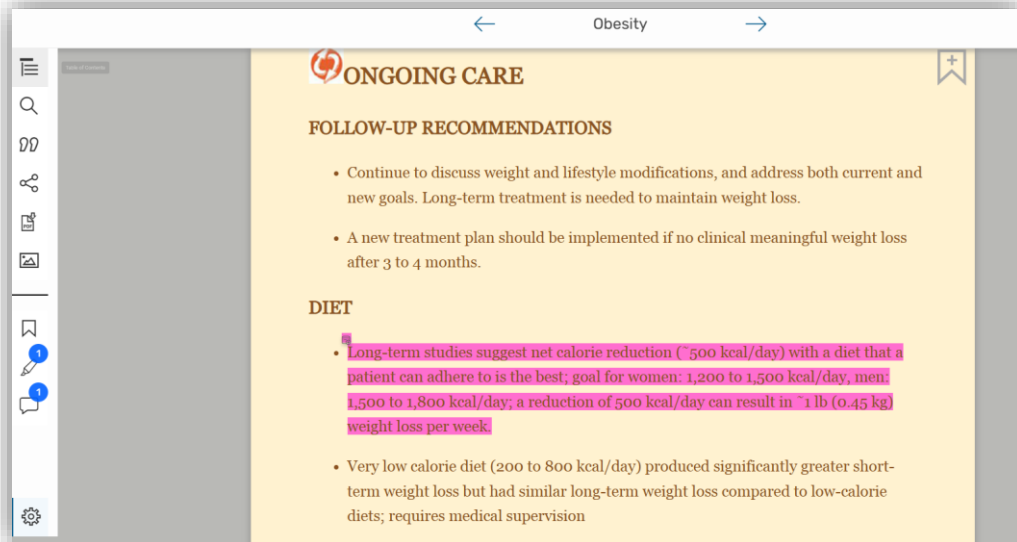 Obesity
Table of Contents
ONGOING CARE
FOLLOW-UP RECOMMENDATIONS
• Continue to discuss weight and lifestyle modifications, and address both current and
new goals. Long-term treatment is needed to maintain weight loss.
• A new treatment plan should be implemented if no clinical meaningful weight loss
after 3 to 4 months.
DIET
• Long-term studies suggest net calorie reduction (~500 kcal/day) with a diet that a
patient can adhere to is the best; goal for women: 1,200 to 1,500 kcal/day, men:
1,500 to 1,800 kcal/day; a reduction of 500 kcal/day can result in ~1 lb (0.45 kg)
weight loss per week.
• Very low calorie diet (200 to 800 kcal/day) produced significantly greater short-
term weight loss but had similar long-term weight loss compared to low-calorie
diets; requires medical supervision
PDF
1
1